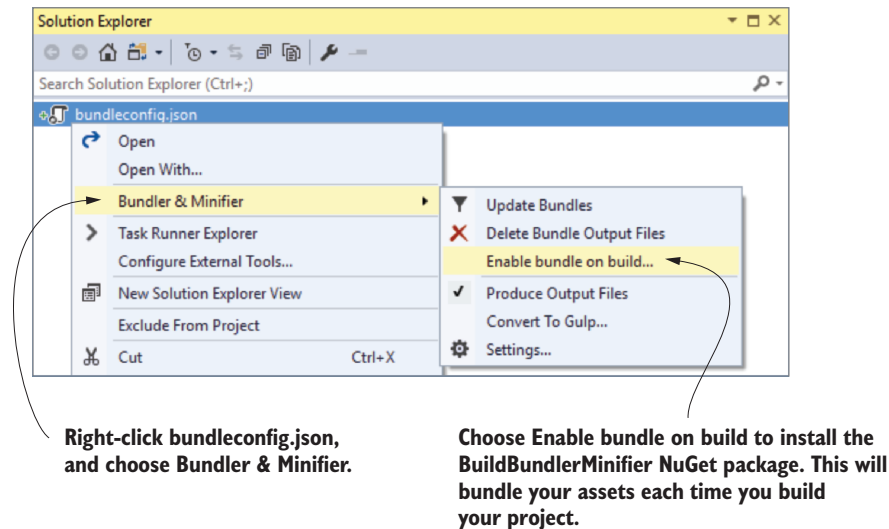 Solution Explorer
Search Solution Explorer (Ctrl+;)
bundleconfig.json
Open
Open With...
Bundler & Minifier
Task Runner Explorer
Configure External Tools...
New Solution Explorer View
Exclude From Project
Cut Ctrl+X
Update Bundles
Delete Bundle Output Files
Enable bundle on build...
Produce Output Files
Convert To Gulp...
Settings...
Right-click bundleconfig.json,
and choose Bundler & Minifier.
Choose Enable bundle on build to install the
BuildBundlerMinifier NuGet package. This will
bundle your assets each time you build
your project.